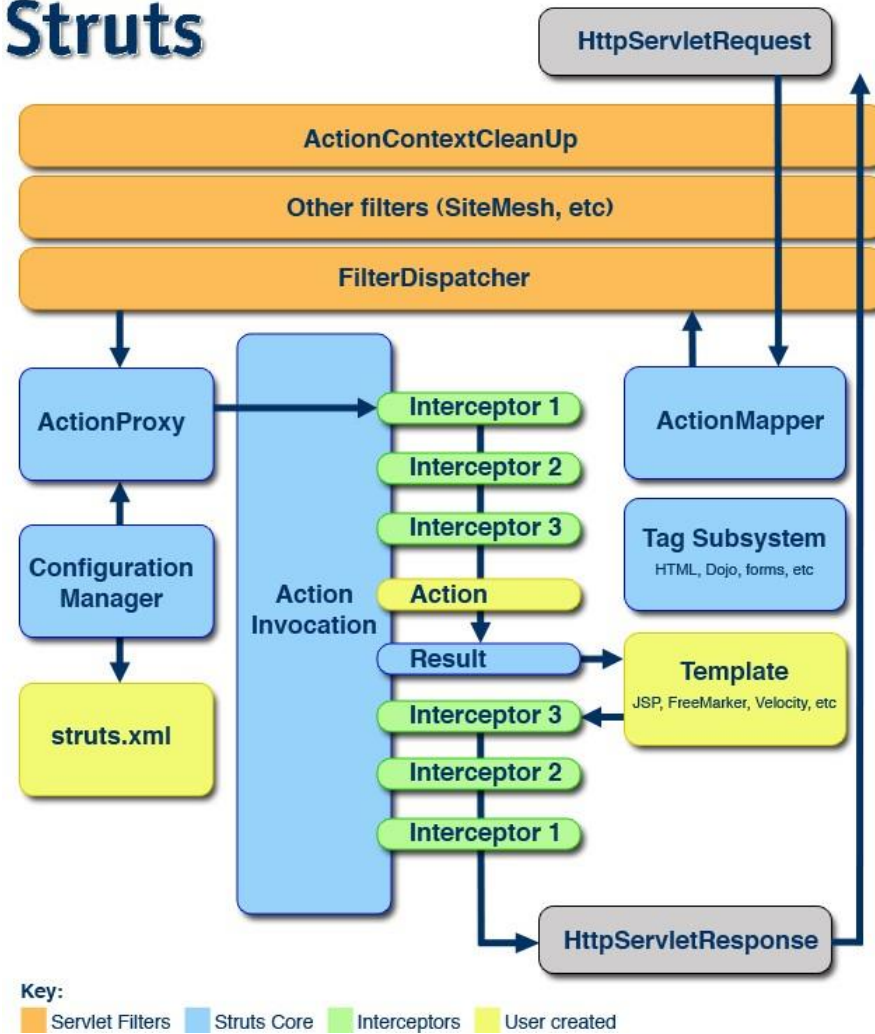 Struts
HttpServletRequest
ActionContextCleanUp
Other filters (SiteMesh, etc)
FilterDispatcher
ActionProxy
Interceptor 1
ActionMapper
Interceptor 2
Interceptor 3
Tag Subsystem
HTML, Dojo, forms, etc
Configuration
Manager
Action
Invocation
Action
Result
Template
JSP, FreeMarker, Velocity, etc
struts.xml
Interceptor 3
Interceptor 2
Interceptor 1
HttpServletResponse
Key:
Servlet Filters
Struts Core
Interceptors
User created